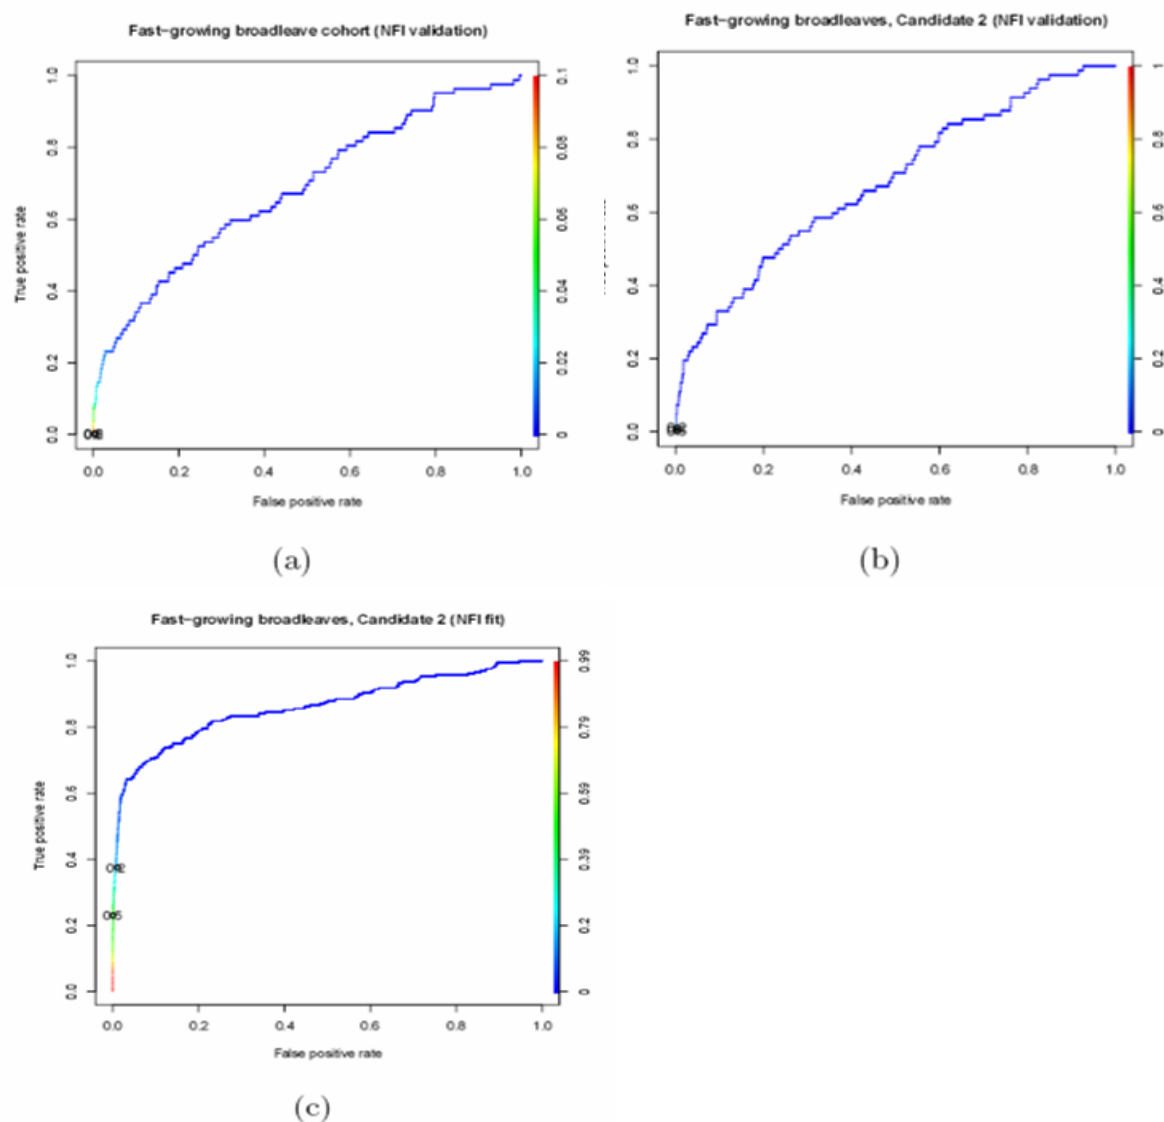 Fast-growing broadleave cohort (NFI validation)
True positive rate
0.0 0.2 0.4 0.6 0.8 1.0
0 0.02 0.04 0.06 0.08 0.1
0.0 0.2 0.4 0.6 0.8 1.0
False positive rate
(a)
Fast-growing broadleaves, Candidate 2 (NFI validation)
0.0 0.2 0.4 0.6 0.8 1.0
0 0.2 0.4 0.6 0.8 1
0.0 0.2 0.4 0.6 0.8 1.0
False positive rate
(b)
Fast-growing broadleaves, Candidate 2 (NFI fit)
True positive rate
0.0 0.2 0.4 0.6 0.8 1.0
0 0.2 0.39 0.59 0.79 0.99
0.2
0.5
0.0 0.2 0.4 0.6 0.8 1.0
False positive rate
(c)